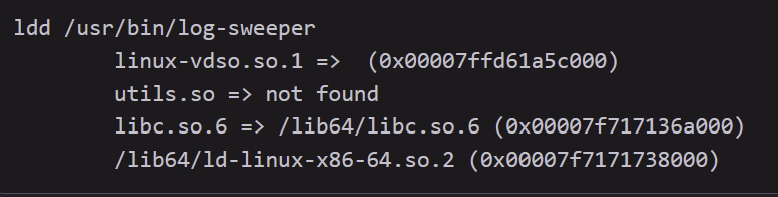 ldd /usr/bin/log-sweeper
linux-vdso.so.1 =>  (0x00007ffd61a5c000)
utils.so => not found
libc.so.6 => /lib64/libc.so.6 (0x00007f717136a000)
/lib64/ld-linux-x86-64.so.2 (0x00007f7171738000)